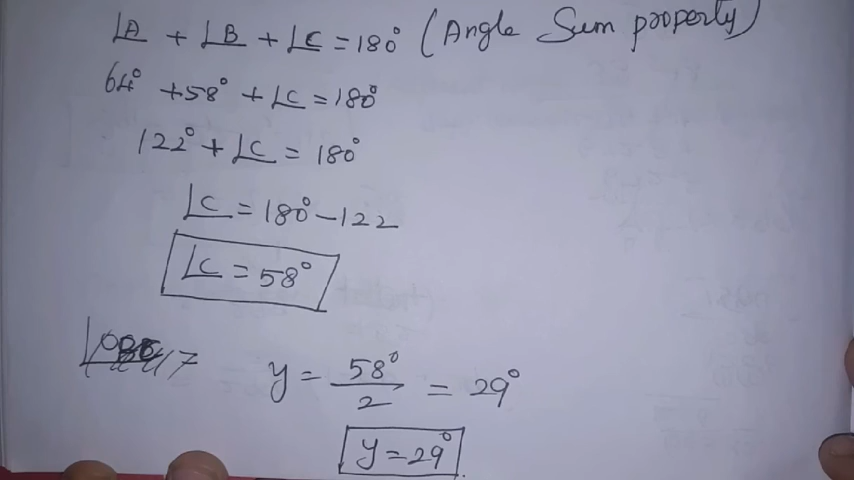 ∠A + ∠B + ∠C = 180° (Angle Sum property)
64° + 58° + ∠C = 180°
122° + ∠C = 180°
∠C = 180° - 122
∠C = 58°
y = 58°/2 = 29°
y = 29°